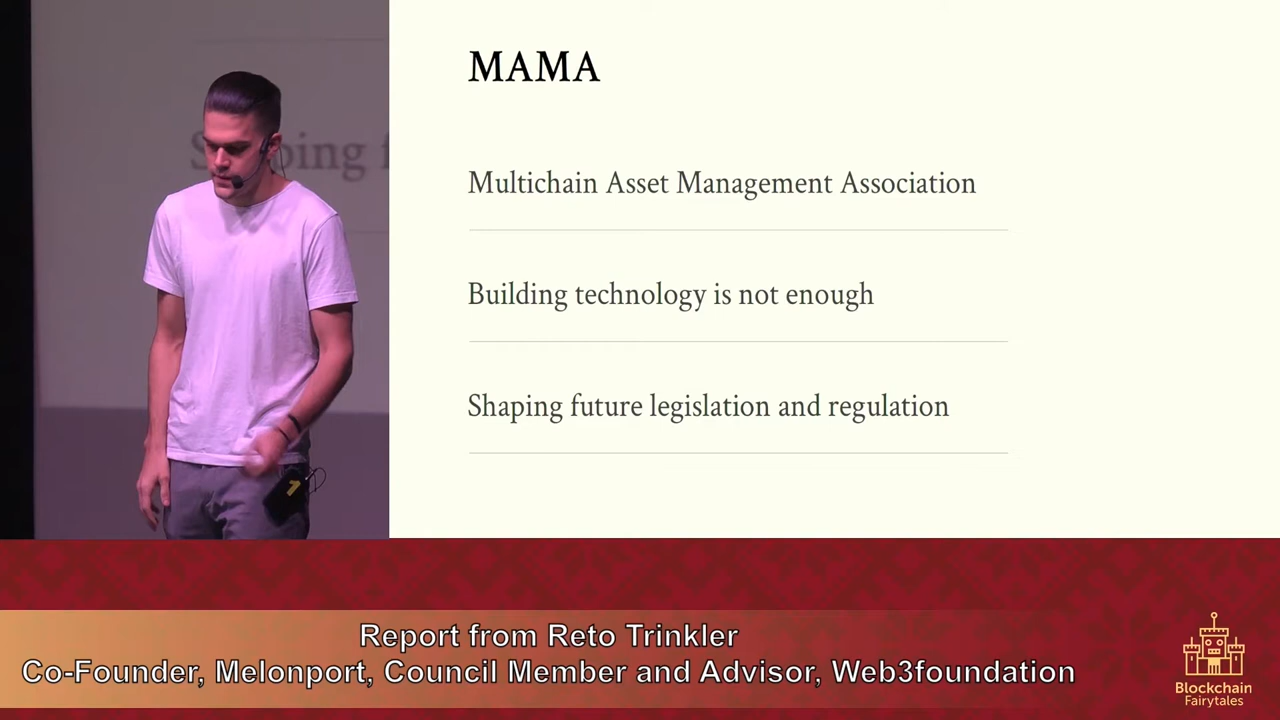 MAMA
Multichain Asset Management Association
Building technology is not enough
Shaping future legislation and regulation
1
Report from Reto Trinkler
Co-Founder, Melonport, Council Member and Advisor, Web3foundation
Blockchain
Fairytales